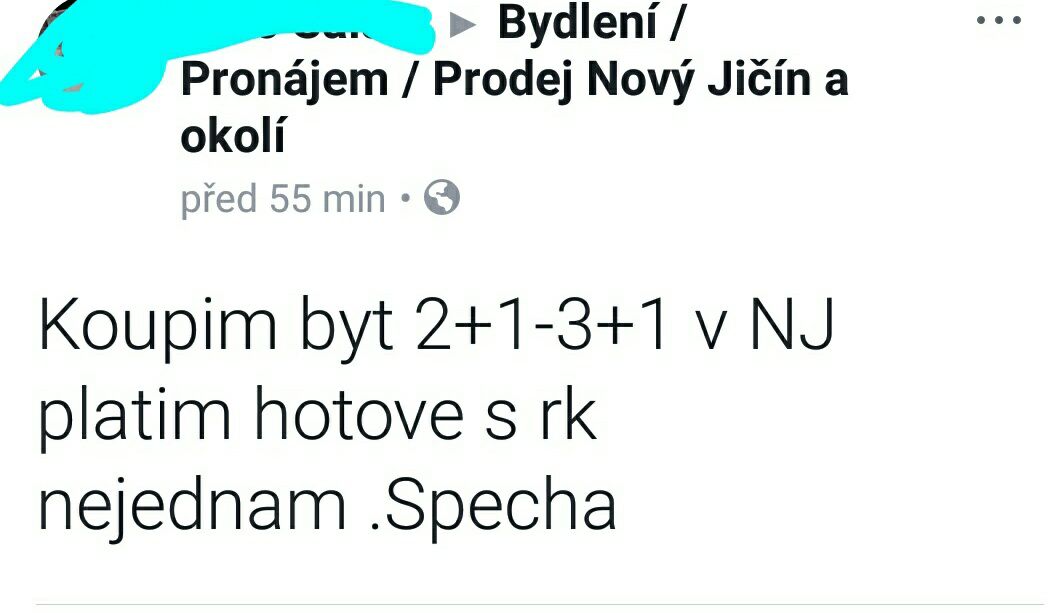 Bydlení /
Pronájem / Prodej Nový Jičín a
okolí
před 55 min •
Koupim byt 2+1-3+1 v NJ
platim hotove s rk
nejednam .Specha